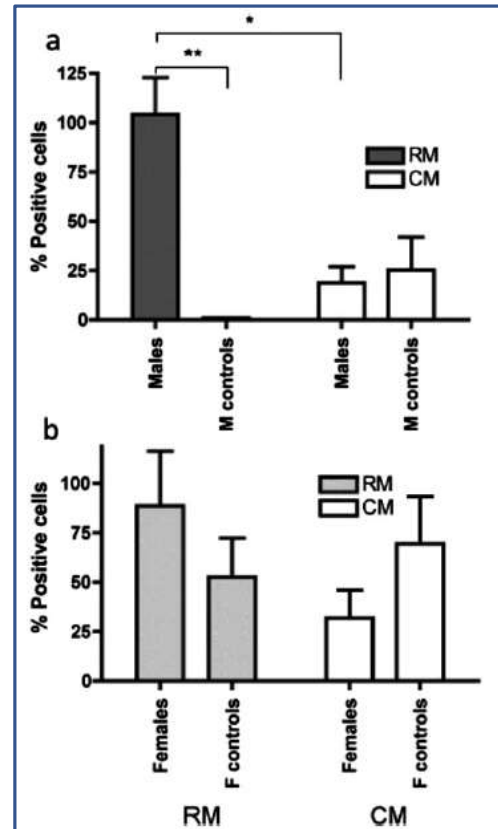 a
*
**
125
100
75
50
25
0
% Positive cells
RM
CM
Males
M controls
Males
M controls
b
100
75
50
25
0
% Positive cells
RM
CM
Females
F controls
Females
F controls
RM CM